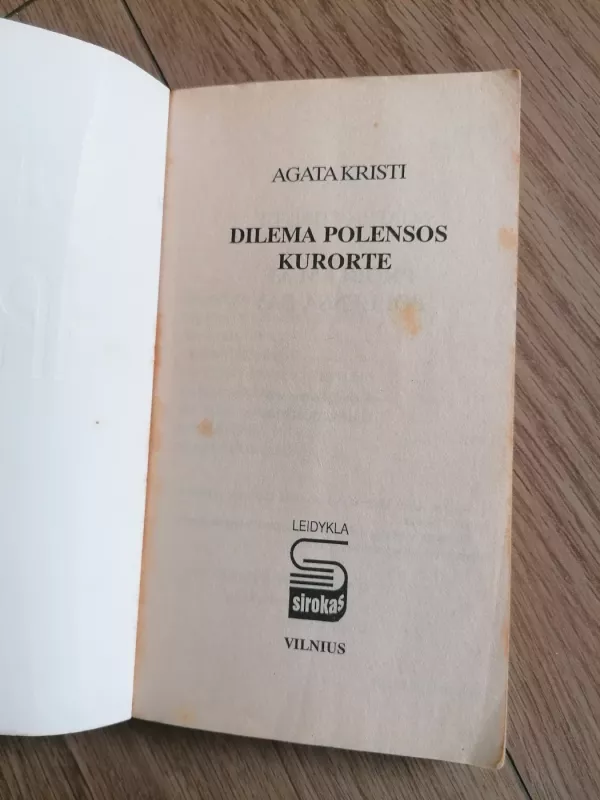 AGATA KRISTI
DILEMA POLENSOS
KURORTE
LEIDYKLA
sirokas
VILNIUS